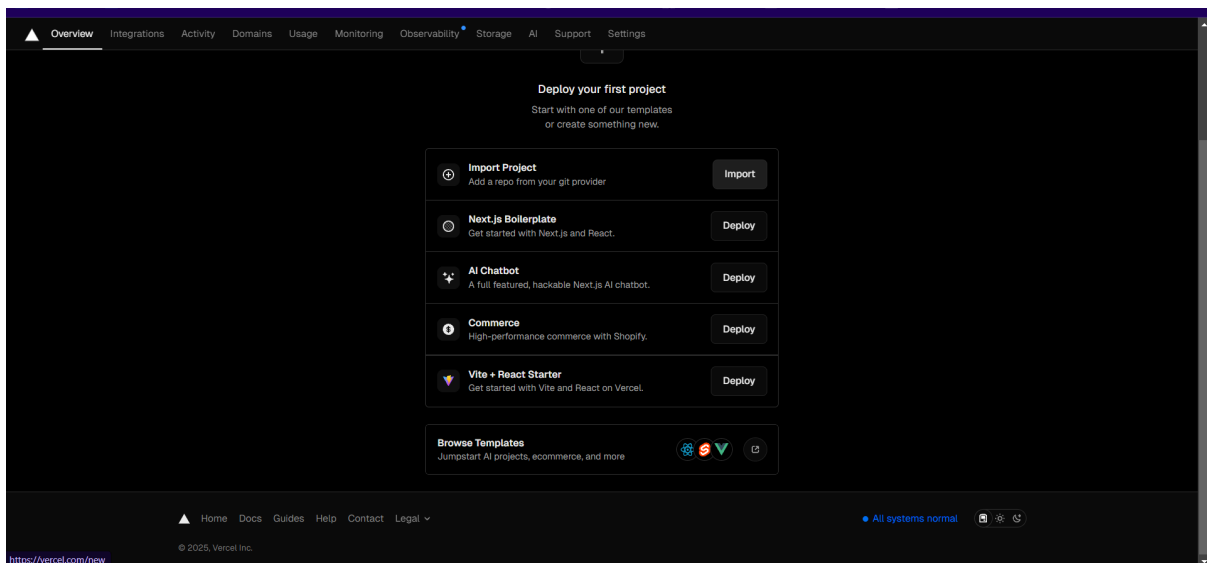 Overview Integrations Activity Domains Usage Monitoring Observability Storage AI Support Settings
Deploy your first project
Start with one of our templates
or create something new.
Import Project
Add a repo from your git provider
Import
Next.js Boilerplate
Get started with Next.js and React.
Deploy
AI Chatbot
A full featured, hackable Next.js AI chatbot.
Deploy
Commerce
High-performance commerce with Shopify.
Deploy
Vite + React Starter
Get started with Vite and React on Vercel.
Deploy
Browse Templates
Jumpstart AI projects, ecommerce, and more
Home Docs Guides Help Contact Legal
All systems normal
© 2025, Vercel Inc.
https://vercel.com/new